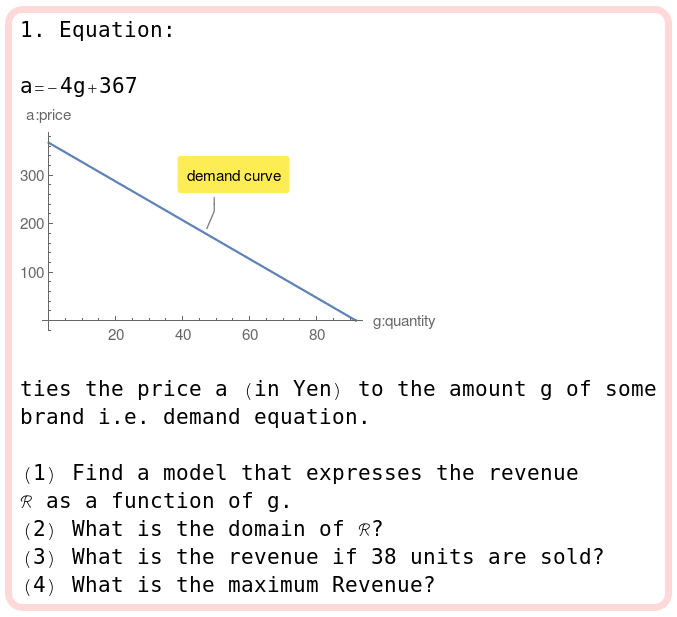 1. Equation:
a=-4g+367
a:price
demand curve
300
200
100
20 40 60 80
g:quantity
ties the price a (in Yen) to the amount g of some
brand i.e. demand equation.
(1) Find a model that expresses the revenue
ℛ as a function of g.
(2) What is the domain of ℛ?
(3) What is the revenue if 38 units are sold?
(4) What is the maximum Revenue?